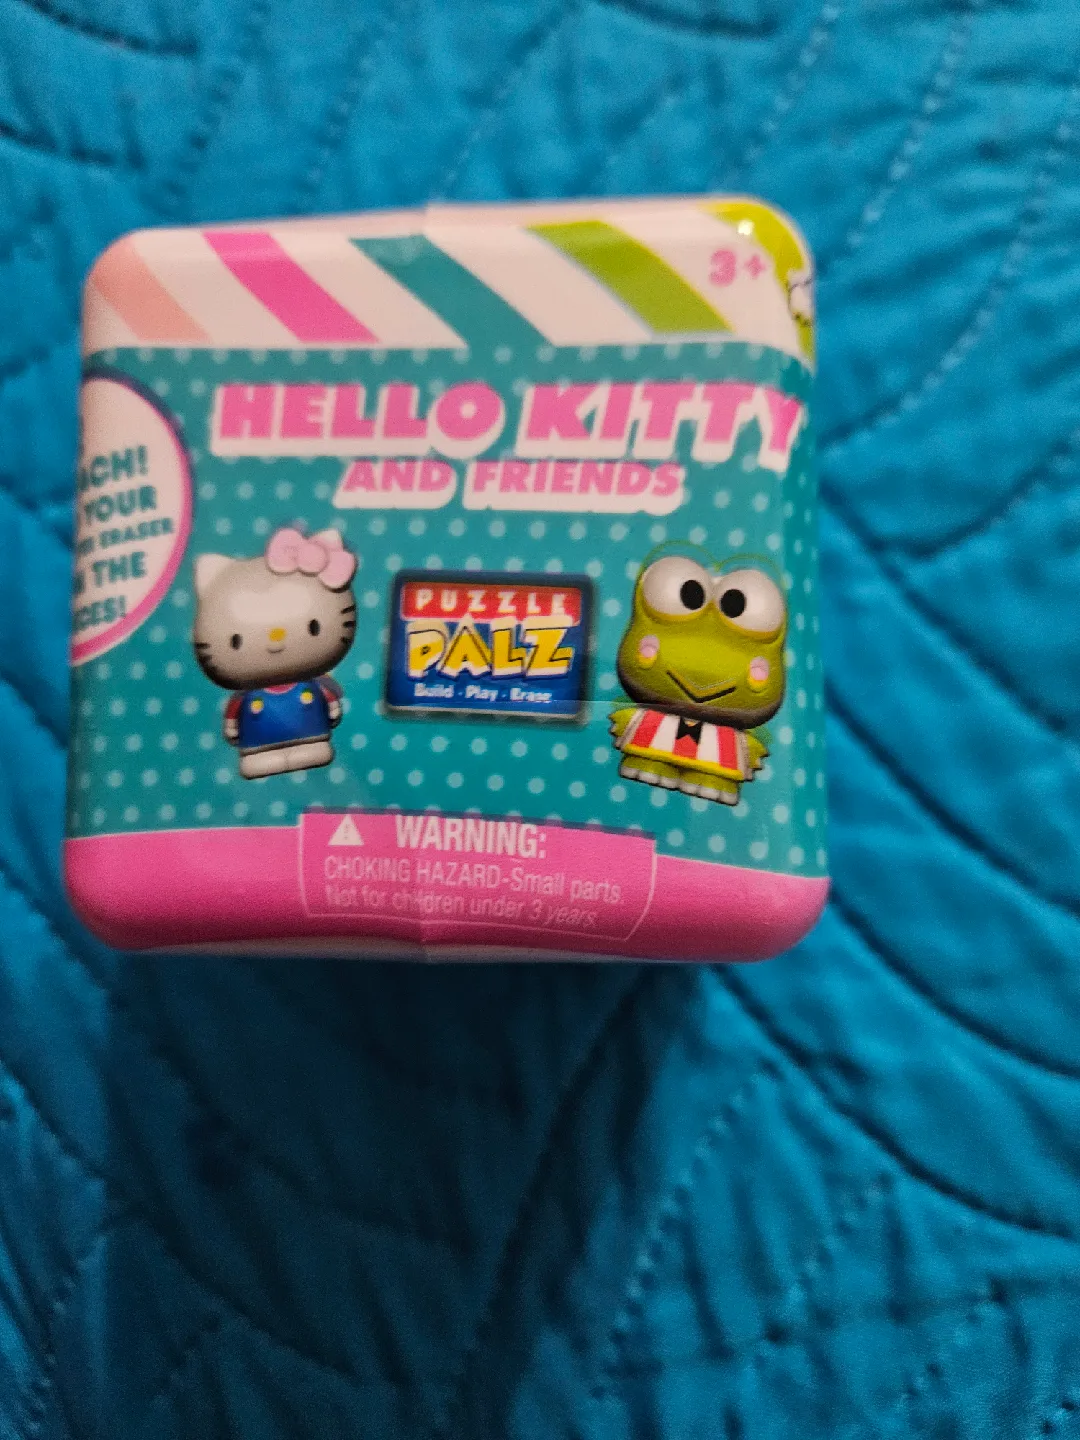 3+
HELLO KITTY
AND FRIENDS
YOUR
ERASER
THE
PUZZLE
PALZ
Build · Play · Erase
WARNING:
CHOKING HAZARD-Small parts.
Not for children under 3 years.